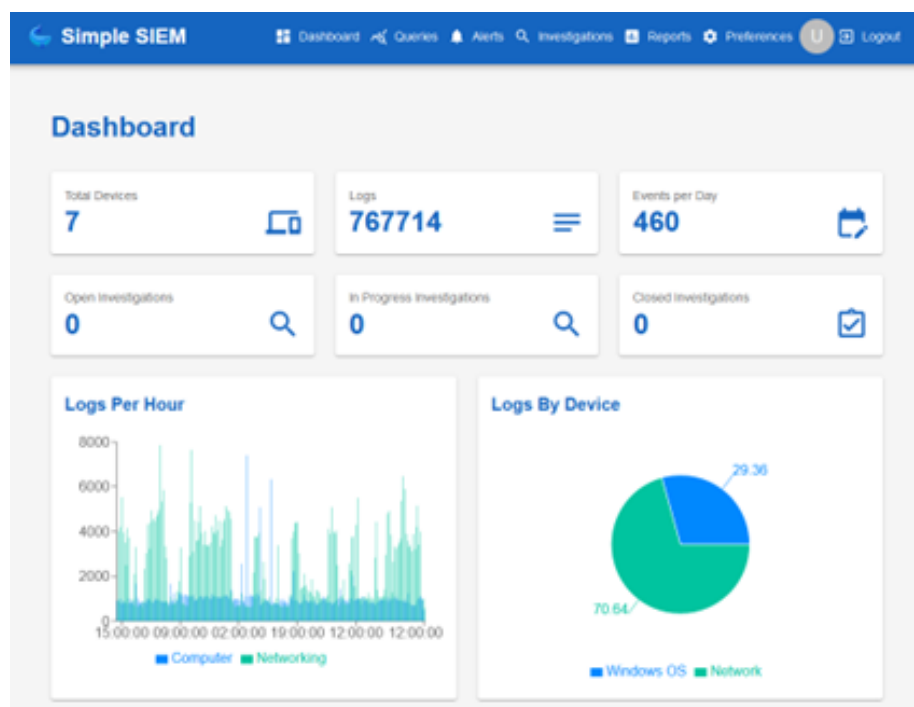 Simple SIEM
Dashboard Queries Alerts Investigations Reports Preferences U Logout
Dashboard
Total Devices
7
Logs
767714
Events per Day
460
Open Investigations
0
In Progress Investigations
0
Closed Investigations
0
Logs Per Hour
8000
6000
4000
2000
0
15:00:00 09:00:00 02:00:00 19:00:00 12:00:00 12:00:00
Computer Networking
Logs By Device
29.36
70.64
Windows OS Network